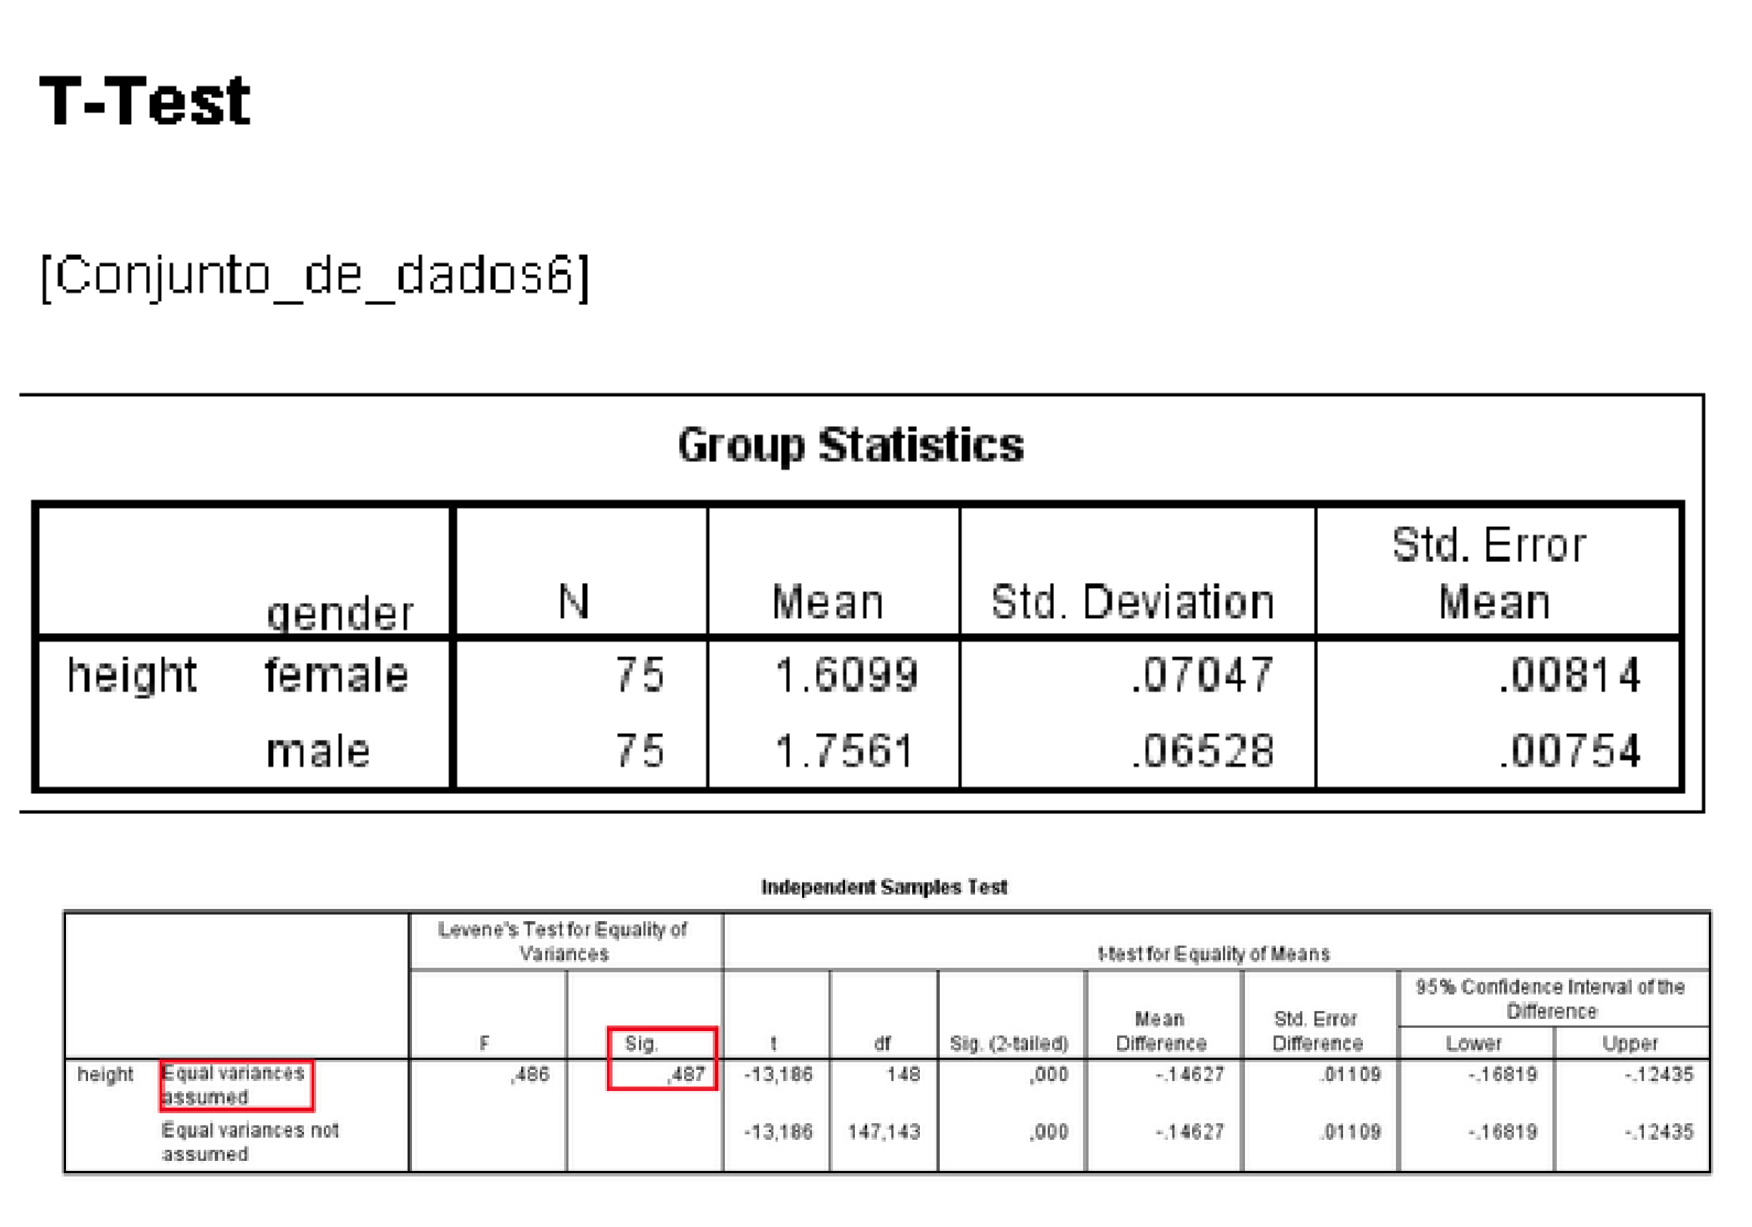 T-Test
[Conjunto_de_dados6]
Group Statistics
gender N Mean Std. Deviation Std. Error Mean
height female 75 1.6099 .07047 .00814
male 75 1.7561 .06528 .00754
Independent Samples Test
Levene's Test for Equality of Variances t-test for Equality of Means
95% Confidence Interval of the Difference
F Sig. t df Sig. (2-tailed) Mean Difference Std. Error Difference Lower Upper
height Equal variances assumed ,486 ,487 -13,186 148 ,000 -.14627 .01109 -.16819 -.12435
Equal variances not assumed -13,186 147,143 ,000 -.14627 .01109 -.16819 -.12435